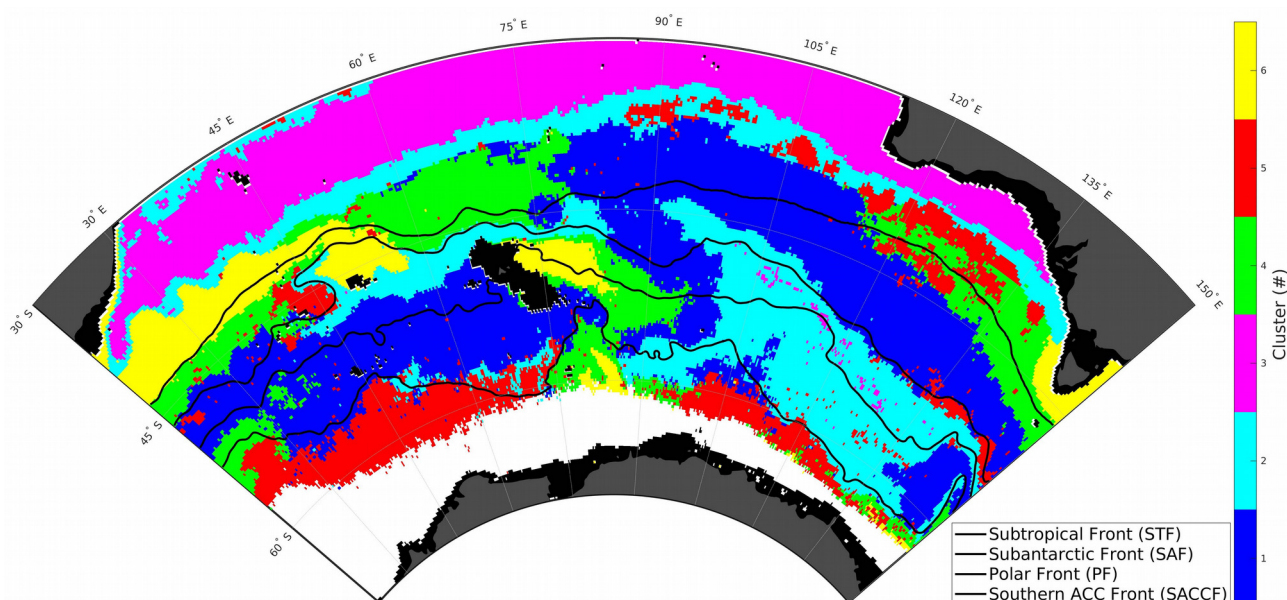 75° E
90° E
105° E
60° E
120° E
45° E
135° E
30° E
150° E
30° S
45° S
60° S
6
5
4
3
2
1
Cluster (#)
Subtropical Front (STF)
Subantarctic Front (SAF)
Polar Front (PF)
Southern ACC Front (SACCF)